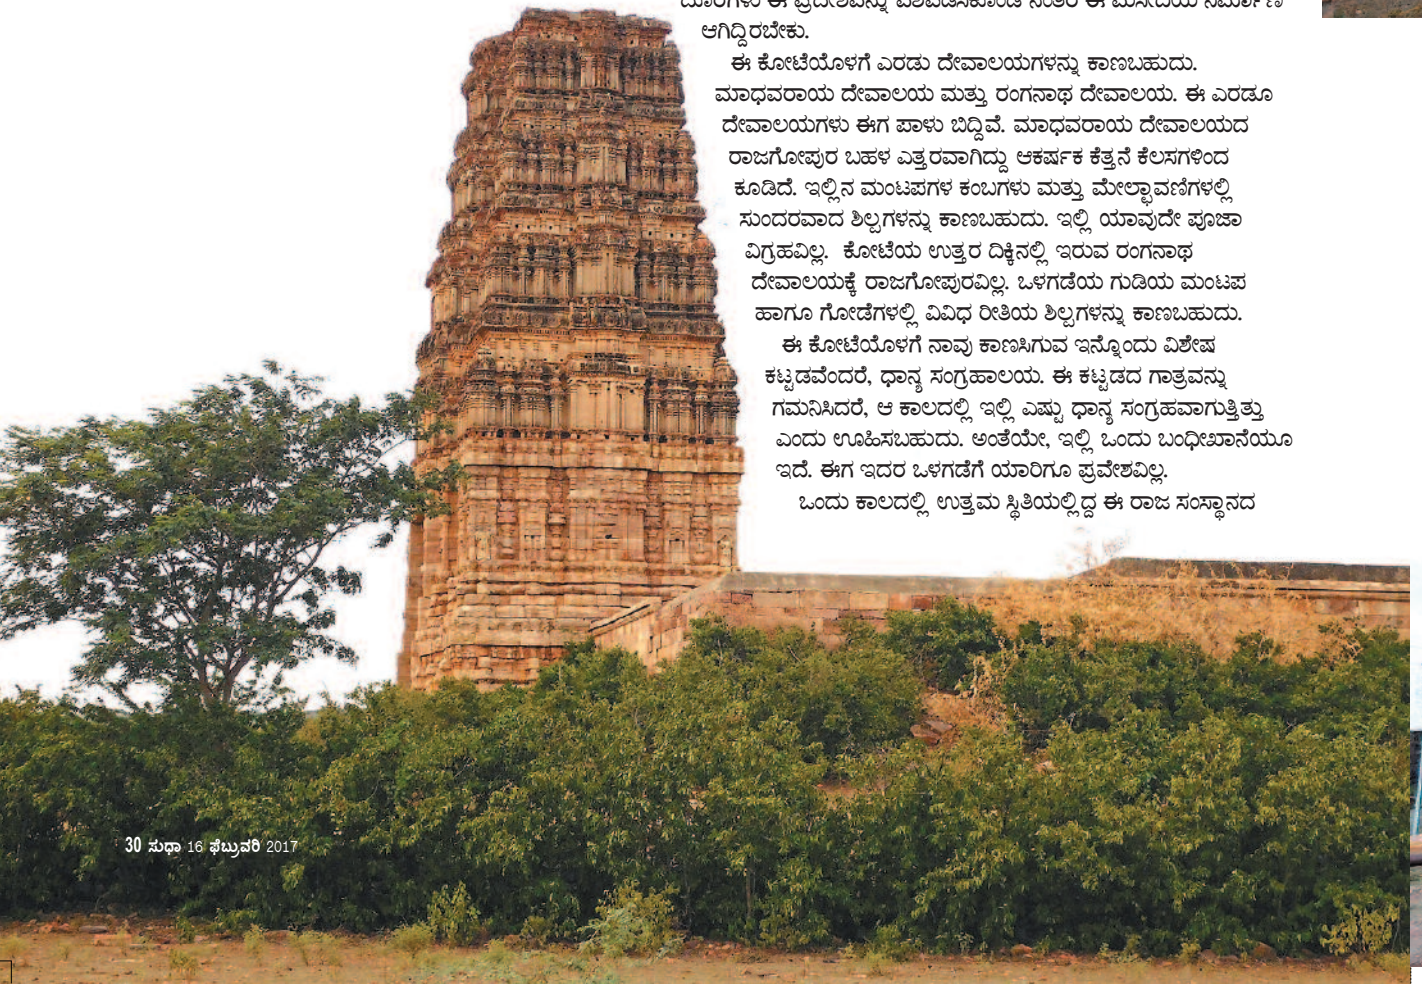 ಆಗಿದ್ದಿರಬೇಕು.
ಈ ಕೋಟೆಯೊಳಗೆ ಎರಡು ದೇವಾಲಯಗಳನ್ನು ಕಾಣಬಹುದು.
ಮಾಧವರಾಯ ದೇವಾಲಯ ಮತ್ತು ರಂಗನಾಥ ದೇವಾಲಯ. ಈ ಎರಡೂ
ದೇವಾಲಯಗಳು ಈಗ ಪಾಳು ಬಿದ್ದಿವೆ. ಮಾಧವರಾಯ ದೇವಾಲಯದ
ರಾಜಗೋಪುರ ಬಹಳ ಎತ್ತರವಾಗಿದ್ದು ಆಕರ್ಷಕ ಕೆತ್ತನೆ ಕೆಲಸಗಳಿಂದ
ಕೂಡಿದೆ. ಇಲ್ಲಿನ ಮಂಟಪಗಳ ಕಂಬಗಳು ಮತ್ತು ಮೇಲ್ಛಾವಣಿಗಳಲ್ಲಿ
ಸುಂದರವಾದ ಶಿಲ್ಪಗಳನ್ನು ಕಾಣಬಹುದು. ಇಲ್ಲಿ ಯಾವುದೇ ಪೂಜಾ
ವಿಗ್ರಹವಿಲ್ಲ. ಕೋಟೆಯ ಉತ್ತರ ದಿಕ್ಕಿನಲ್ಲಿ ಇರುವ ರಂಗನಾಥ
ದೇವಾಲಯಕ್ಕೆ ರಾಜಗೋಪುರವಿಲ್ಲ. ಒಳಗಡೆಯ ಗುಡಿಯ ಮಂಟಪ
ಹಾಗೂ ಗೋಡೆಗಳಲ್ಲಿ ವಿವಿಧ ರೀತಿಯ ಶಿಲ್ಪಗಳನ್ನು ಕಾಣಬಹುದು.
ಈ ಕೋಟೆಯೊಳಗೆ ನಾವು ಕಾಣಸಿಗುವ ಇನ್ನೊಂದು ವಿಶೇಷ
ಕಟ್ಟಡವೆಂದರೆ, ಧಾನ್ಯ ಸಂಗ್ರಹಾಲಯ. ಈ ಕಟ್ಟಡದ ಗಾತ್ರವನ್ನು
ಗಮನಿಸಿದರೆ, ಆ ಕಾಲದಲ್ಲಿ ಇಲ್ಲಿ ಎಷ್ಟು ಧಾನ್ಯ ಸಂಗ್ರಹವಾಗುತ್ತಿತ್ತು
ಎಂದು ಊಹಿಸಬಹುದು. ಅಂತೆಯೇ, ಇಲ್ಲಿ ಒಂದು ಬಂಧೀಖಾನೆಯೂ
ಇದೆ. ಈಗ ಇದರ ಒಳಗಡೆಗೆ ಯಾರಿಗೂ ಪ್ರವೇಶವಿಲ್ಲ.
ಒಂದು ಕಾಲದಲ್ಲಿ ಉತ್ತಮ ಸ್ಥಿತಿಯಲ್ಲಿದ್ದ ಈ ರಾಜ ಸಂಸ್ಥಾನದ
30 ಸುಧಾ 16 ಫೆಬ್ರುವರಿ 2017